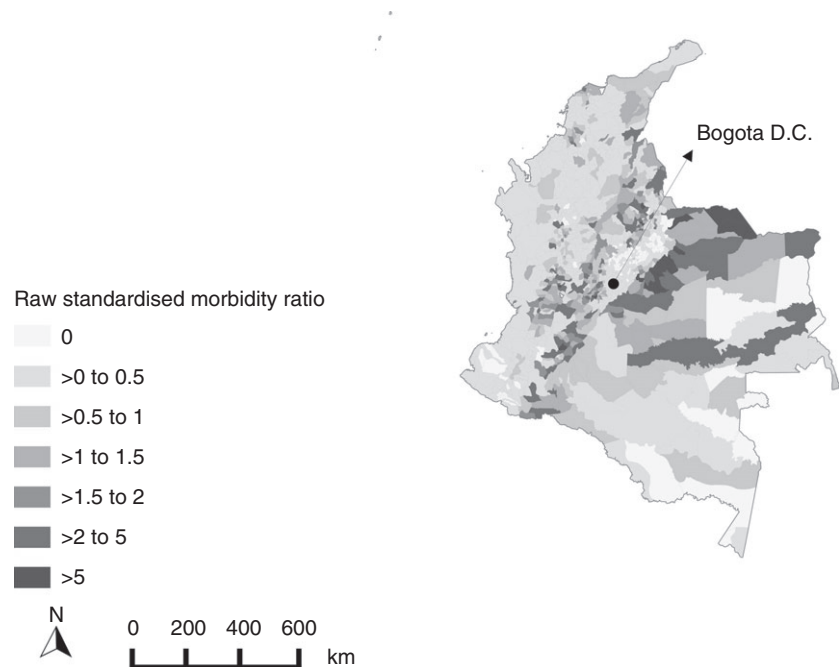 Bogota D.C.
Raw standardised morbidity ratio
0
>0 to 0.5
>0.5 to 1
>1 to 1.5
>1.5 to 2
>2 to 5
>5
N
0 200 400 600
km